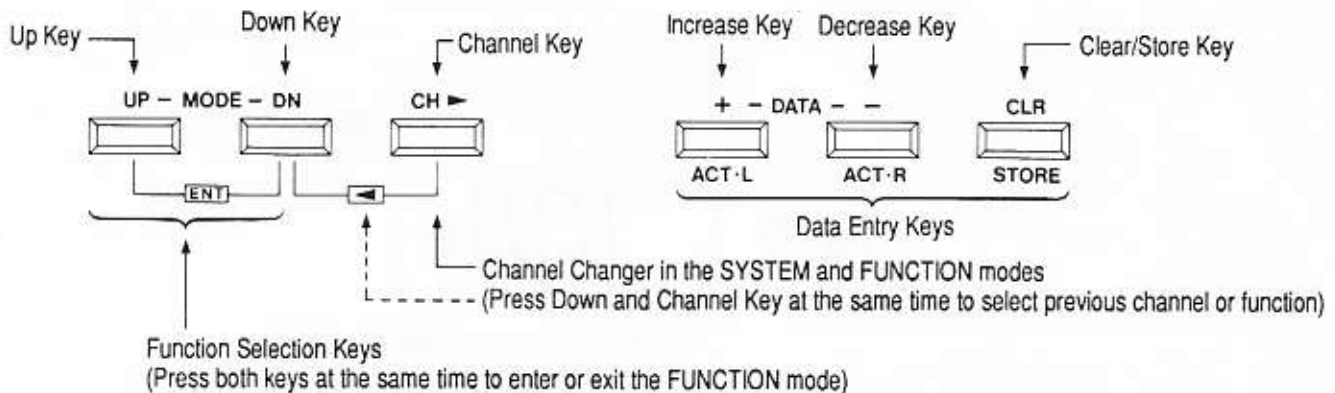 Up Key
Down Key
Channel Key
Increase Key
Decrease Key
Clear/Store Key
UP – MODE – DN
CH ►
+ – DATA – –
CLR
ENT
◄
ACT·L
ACT·R
STORE
Data Entry Keys
Channel Changer in the SYSTEM and FUNCTION modes
(Press Down and Channel Key at the same time to select previous channel or function)
Function Selection Keys
(Press both keys at the same time to enter or exit the FUNCTION mode)